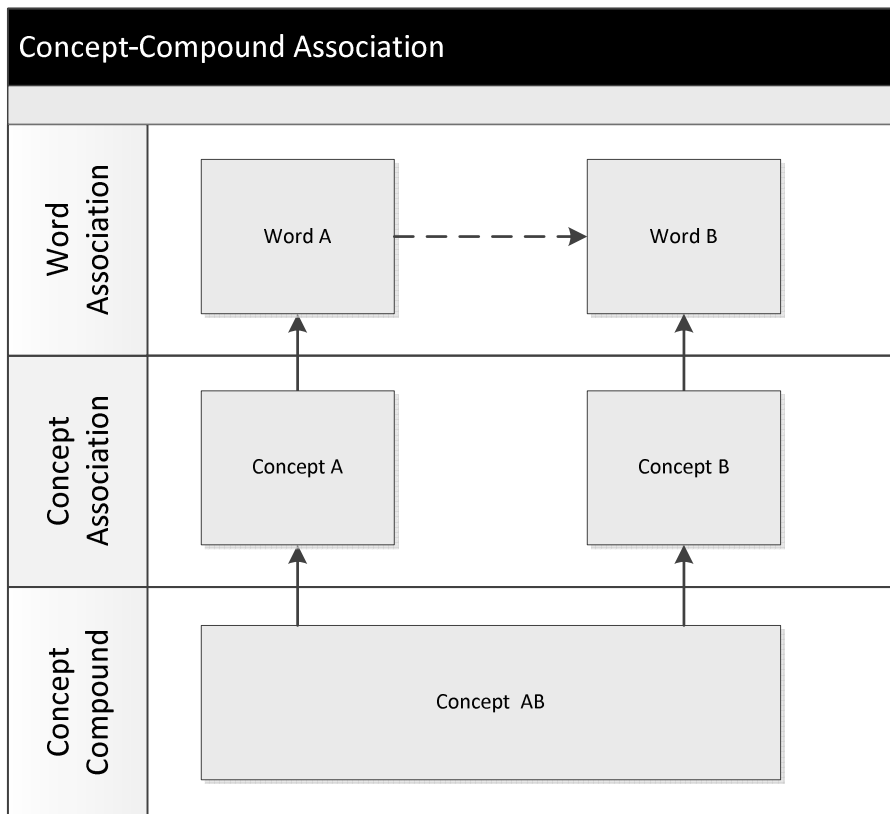 Concept-Compound Association
Word
Association
Word A
Word B
Concept
Association
Concept A
Concept B
Concept
Compound
Concept  AB